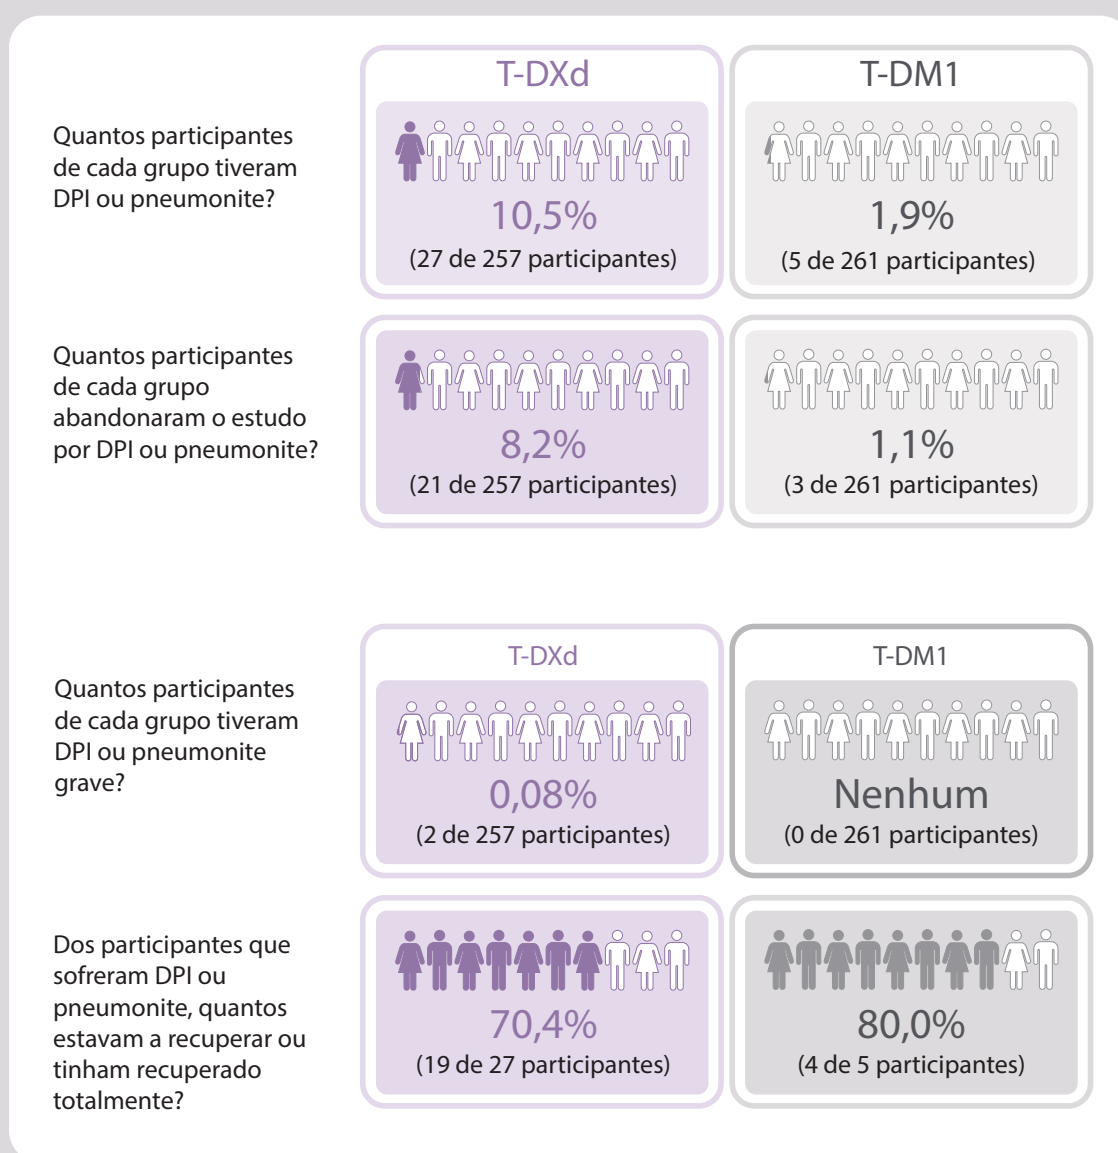 T-DXd
T-DM1
Quantos participantes
de cada grupo tiveram
DPI ou pneumonite?
10,5%
(27 de 257 participantes)
1,9%
(5 de 261 participantes)
Quantos participantes
de cada grupo
abandonaram o estudo
por DPI ou pneumonite?
8,2%
(21 de 257 participantes)
1,1%
(3 de 261 participantes)
T-DXd
T-DM1
Quantos participantes
de cada grupo tiveram
DPI ou pneumonite
grave?
0,08%
(2 de 257 participantes)
Nenhum
(0 de 261 participantes)
Dos participantes que
sofreram DPI ou
pneumonite, quantos
estavam a recuperar ou
tinham recuperado
totalmente?
70,4%
(19 de 27 participantes)
80,0%
(4 de 5 participantes)